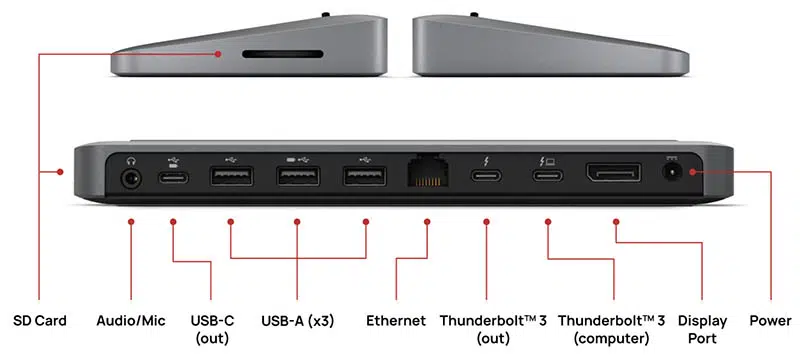 SD Card
Audio/Mic
USB-C
(out)
USB-A (x3)
Ethernet
Thunderbolt™ 3
(out)
Thunderbolt™ 3
(computer)
Display
Port
Power